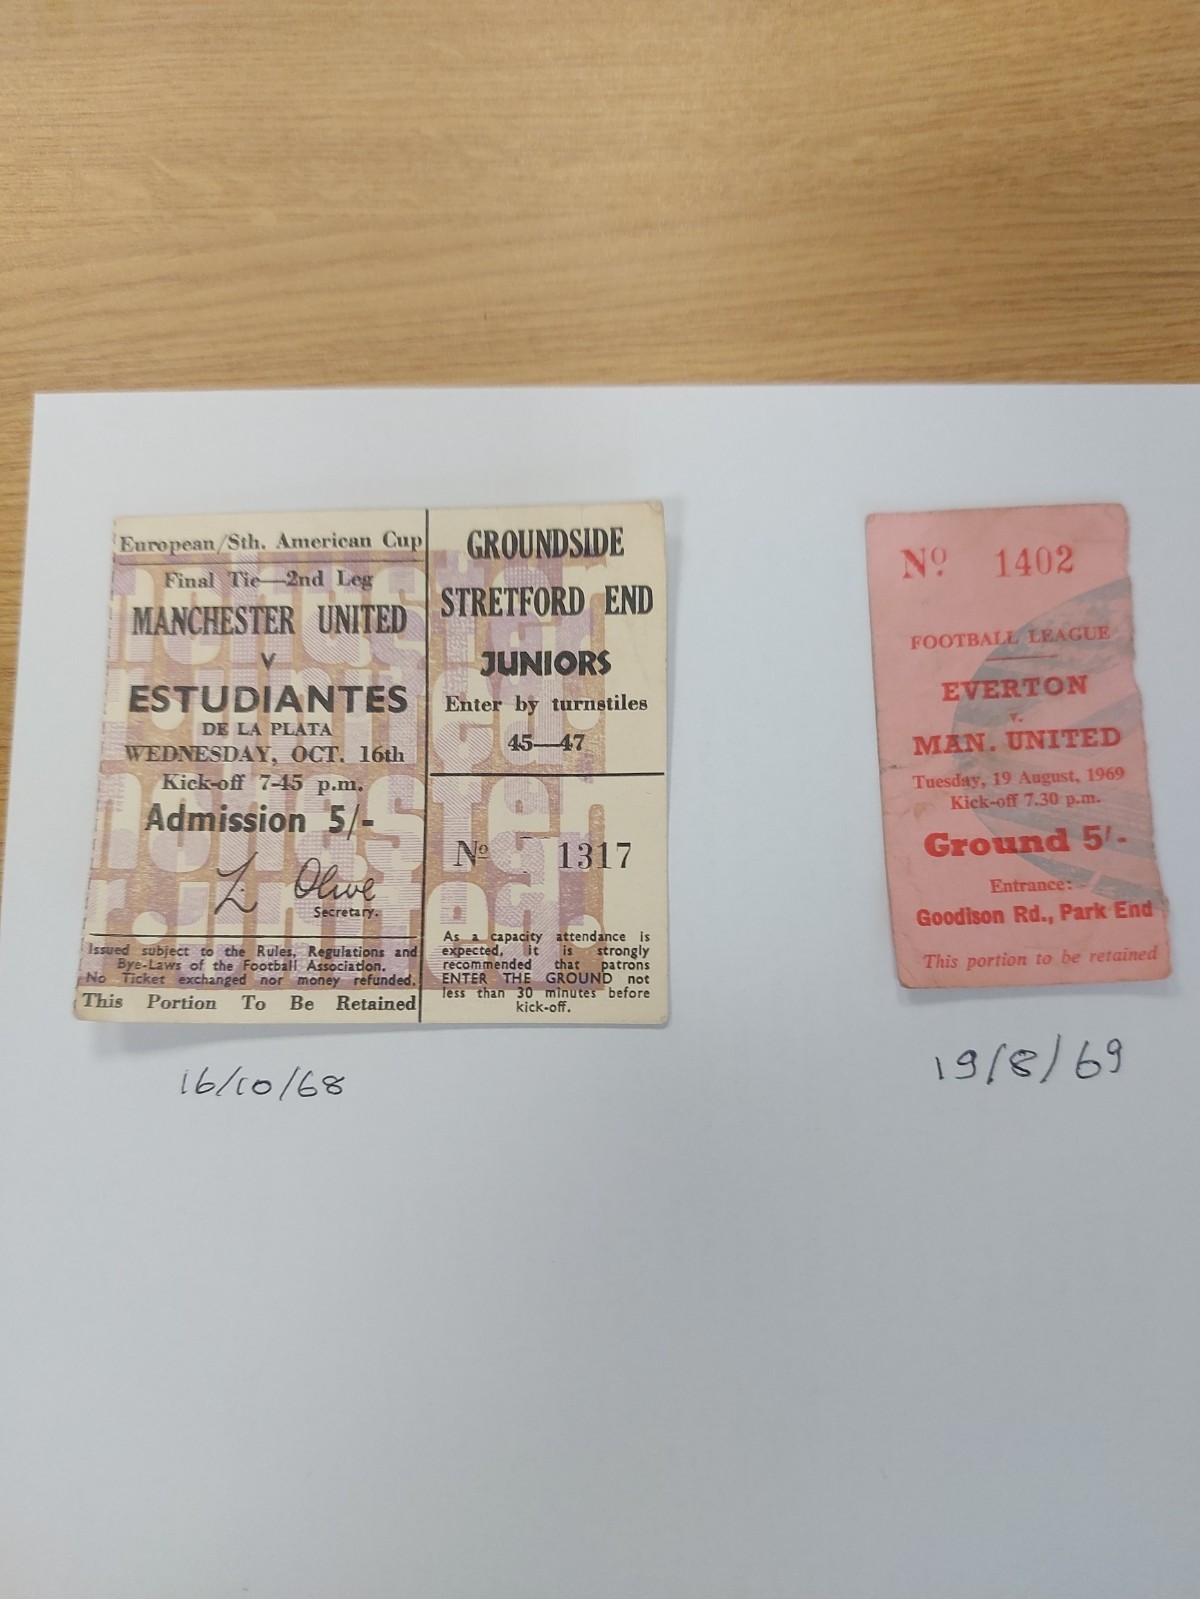 European/Sth. American Cup
Final Tie—2nd Leg
MANCHESTER UNITED
v
ESTUDIANTES
DE LA PLATA
WEDNESDAY, OCT. 16th
Kick-off 7-45 p.m.
Admission 5/-
L. Olive
Secretary.
Issued subject to the Rules, Regulations and
Bye-Laws of the Football Association.
No Ticket exchanged nor money refunded.
This Portion To Be Retained
GROUNDSIDE
STRETFORD END
JUNIORS
Enter by turnstiles
45—47
Nº 1317
As a capacity attendance is
expected, it is strongly
recommended that patrons
ENTER THE GROUND not
less than 30 minutes before
kick-off.
16/10/68
Nº 1402
FOOTBALL LEAGUE
EVERTON
v.
MAN. UNITED
Tuesday, 19 August, 1969
Kick-off 7.30 p.m.
Ground 5/-
Entrance:
Goodison Rd., Park End
This portion to be retained
19/8/69